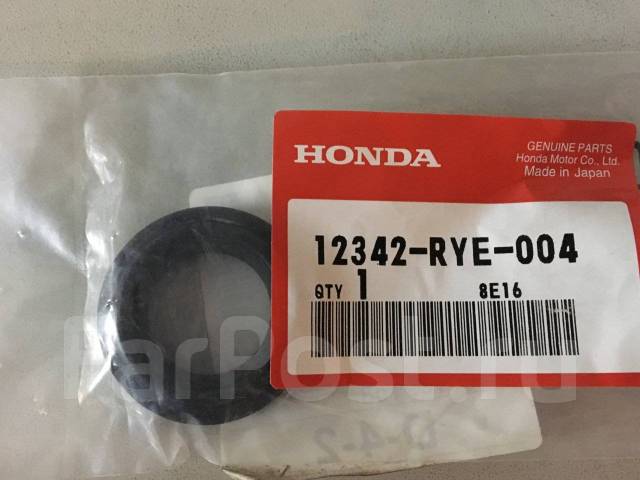 HONDA
GENUINE PARTS
Honda Motor Co., Ltd.
Made in Japan
12342-RYE-004
QTY 1 8E16
FarPost.ru